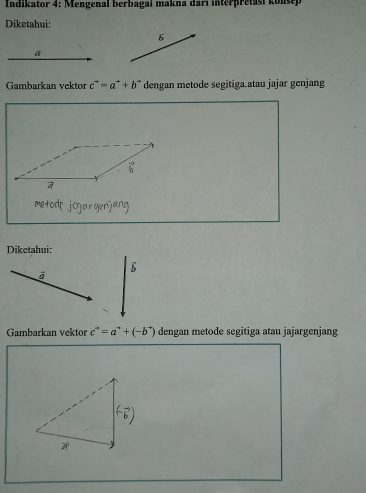 Indikator 4: Mengenal berbagai makna dari interpretasi konsep
Diketahui:
a
b
Gambarkan vektor c⃗ = a⃗ + b⃗ dengan metode segitiga.atau jajar genjang
b⃗
a⃗
metode jajargenjang
Diketahui:
a⃗
b⃗
Gambarkan vektor c⃗ = a⃗ + (−b⃗) dengan metode segitiga atau jajargenjang
(-b⃗)
a⃗